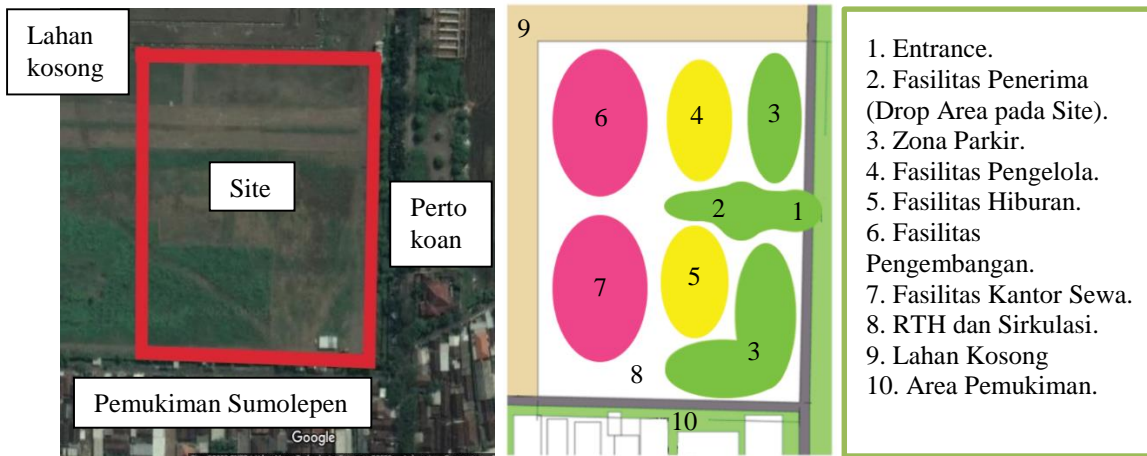 Lahan
kosong
Site
Perto
koan
Pemukiman Sumolepen
Google
9
6
4
3
2
1
7
5
3
8
10
1. Entrance.
2. Fasilitas Penerima
(Drop Area pada Site).
3. Zona Parkir.
4. Fasilitas Pengelola.
5. Fasilitas Hiburan.
6. Fasilitas
Pengembangan.
7. Fasilitas Kantor Sewa.
8. RTH dan Sirkulasi.
9. Lahan Kosong
10. Area Pemukiman.